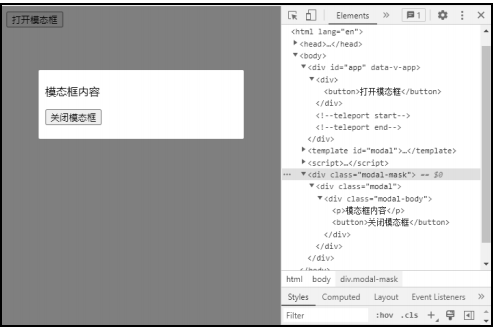 打开模态框
模态框内容
关闭模态框
Elements
1
<html lang="en">
<head>…</head>
<body>
<div id="app" data-v-app>
<div>
<button>打开模态框</button>
</div>
<!--teleport start-->
<!--teleport end-->
</div>
<template id="modal">…</template>
<script>…</script>
<div class="modal-mask"> == $0
<div class="modal">
<div class="modal-body">
<p>模态框内容</p>
<button>关闭模态框</button>
</div>
</div>
</div>
</body>
html body div.modal-mask
Styles Computed Layout Event Listeners
Filter :hov .cls